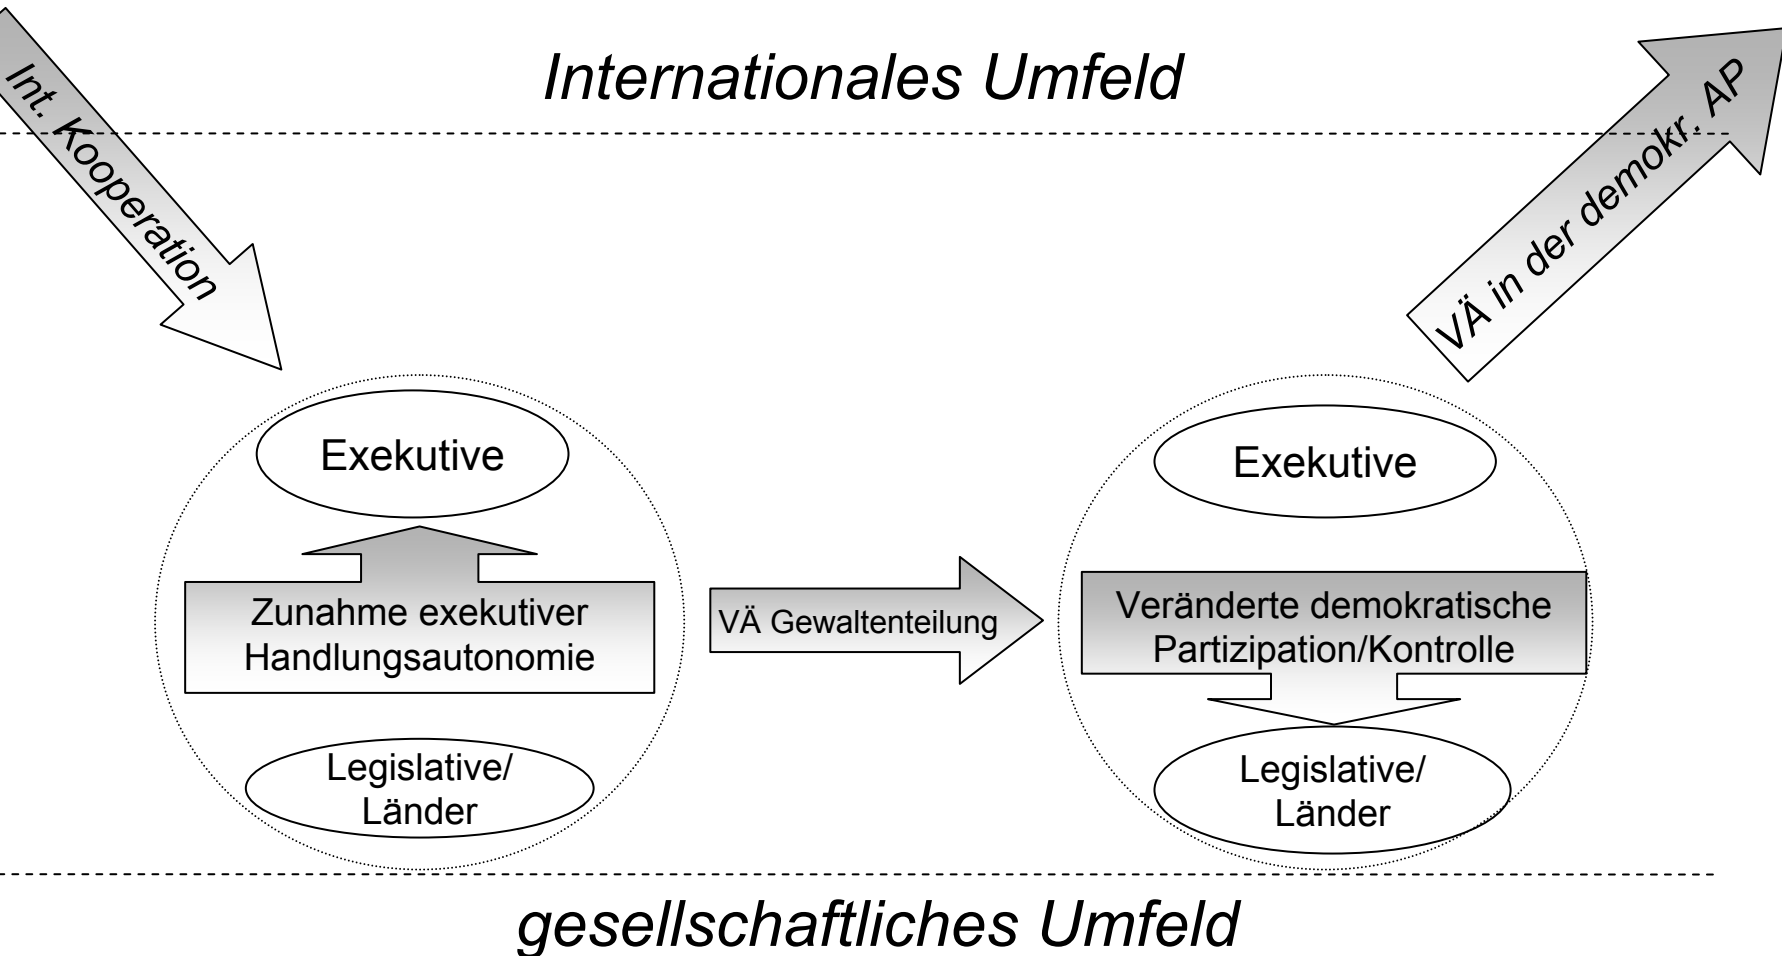 Internationales Umfeld
Int. Kooperation
VÄ in der demokr. AP
Exekutive
Zunahme exekutiver
Handlungsautonomie
Legislative/
Länder
VÄ Gewaltenteilung
Exekutive
Veränderte demokratische
Partizipation/Kontrolle
Legislative/
Länder
gesellschaftliches Umfeld